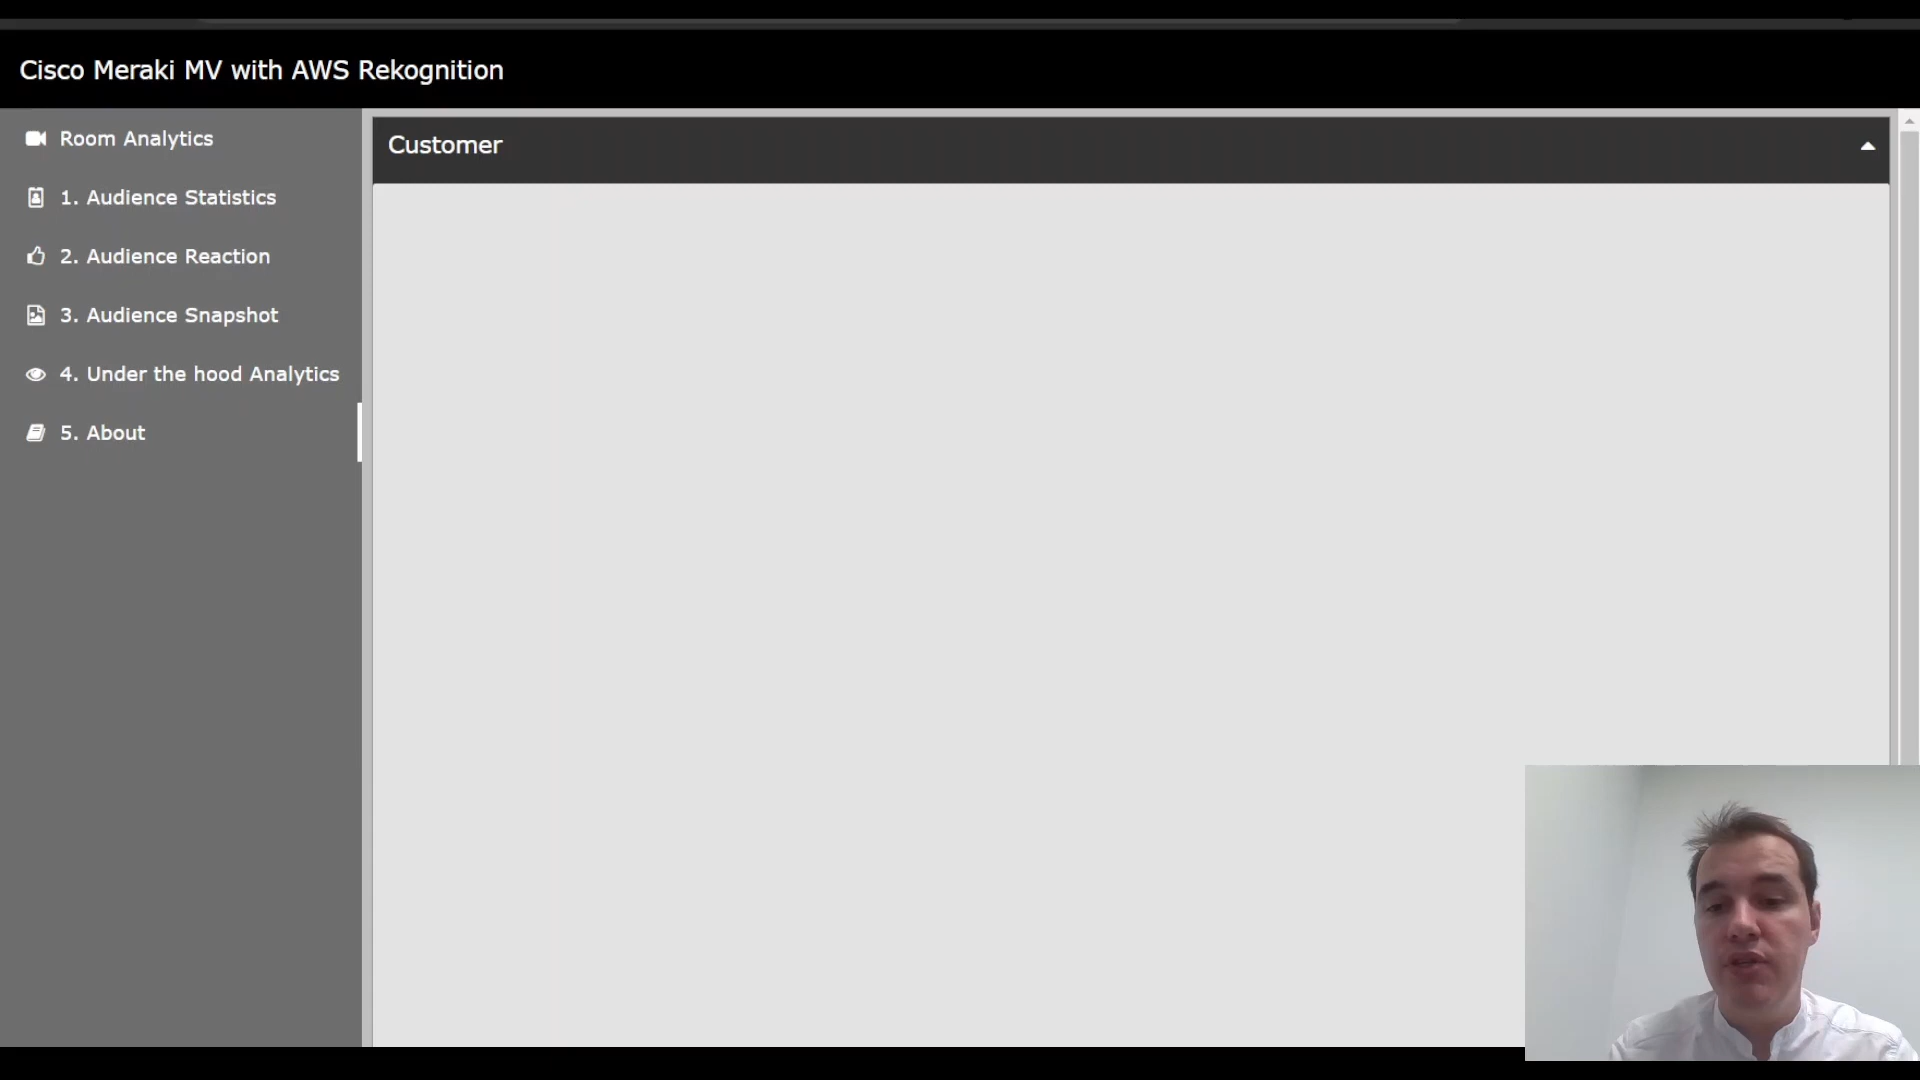 Cisco Meraki MV with AWS Rekognition
Room Analytics
1. Audience Statistics
2. Audience Reaction
3. Audience Snapshot
4. Under the hood Analytics
5. About
Customer